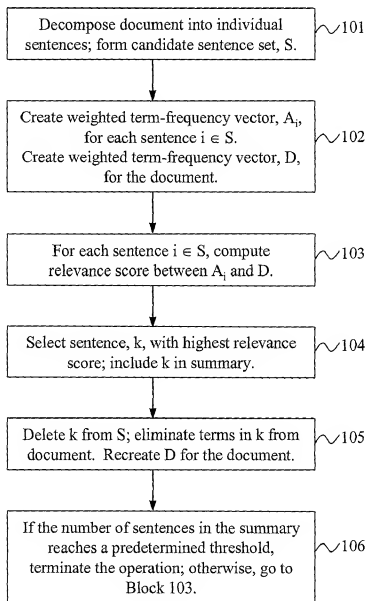 Decompose document into individual
sentences; form candidate sentence set, S.
101
Create weighted term-frequency vector, Ai,
for each sentence i ∈ S.
Create weighted term-frequency vector, D,
for the document.
102
For each sentence i ∈ S, compute
relevance score between Ai and D.
103
Select sentence, k, with highest relevance
score; include k in summary.
104
Delete k from S; eliminate terms in k from
document. Recreate D for the document.
105
If the number of sentences in the summary
reaches a predetermined threshold,
terminate the operation; otherwise, go to
Block 103.
106